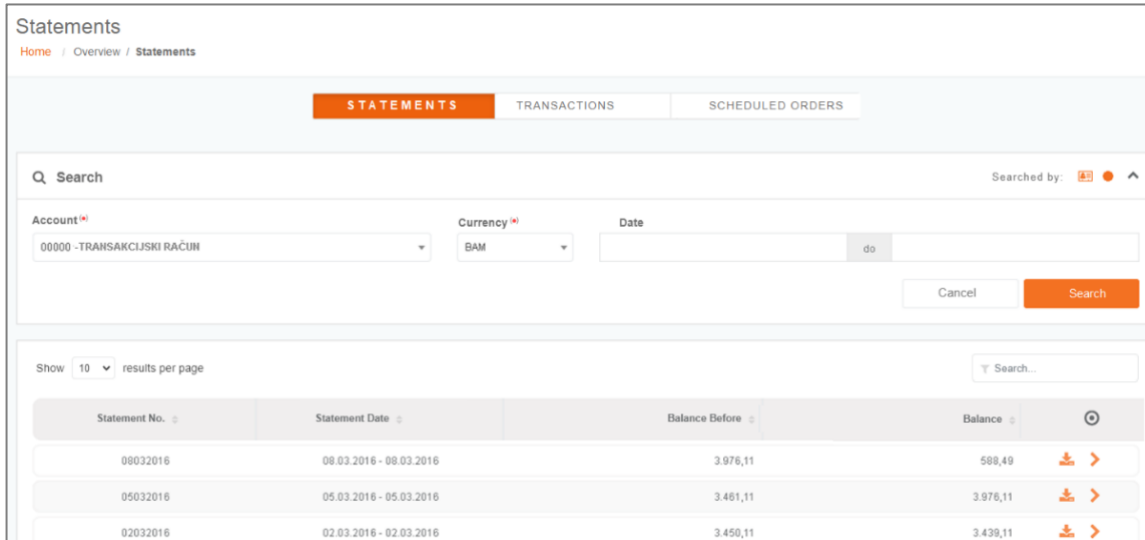 Statements
Home / Overview / Statements
STATEMENTS TRANSACTIONS SCHEDULED ORDERS
Search Searched by:
Account (*) Currency (*) Date
00000 -TRANSAKCIJSKI RAČUN BAM do
Cancel Search
Show 10 results per page Search...
Statement No. Statement Date Balance Before Balance
08032016 08.03.2016 - 08.03.2016 3.976,11 588,49
05032016 05.03.2016 - 05.03.2016 3.461,11 3.976,11
02032016 02.03.2016 - 02.03.2016 3.450,11 3.439,11